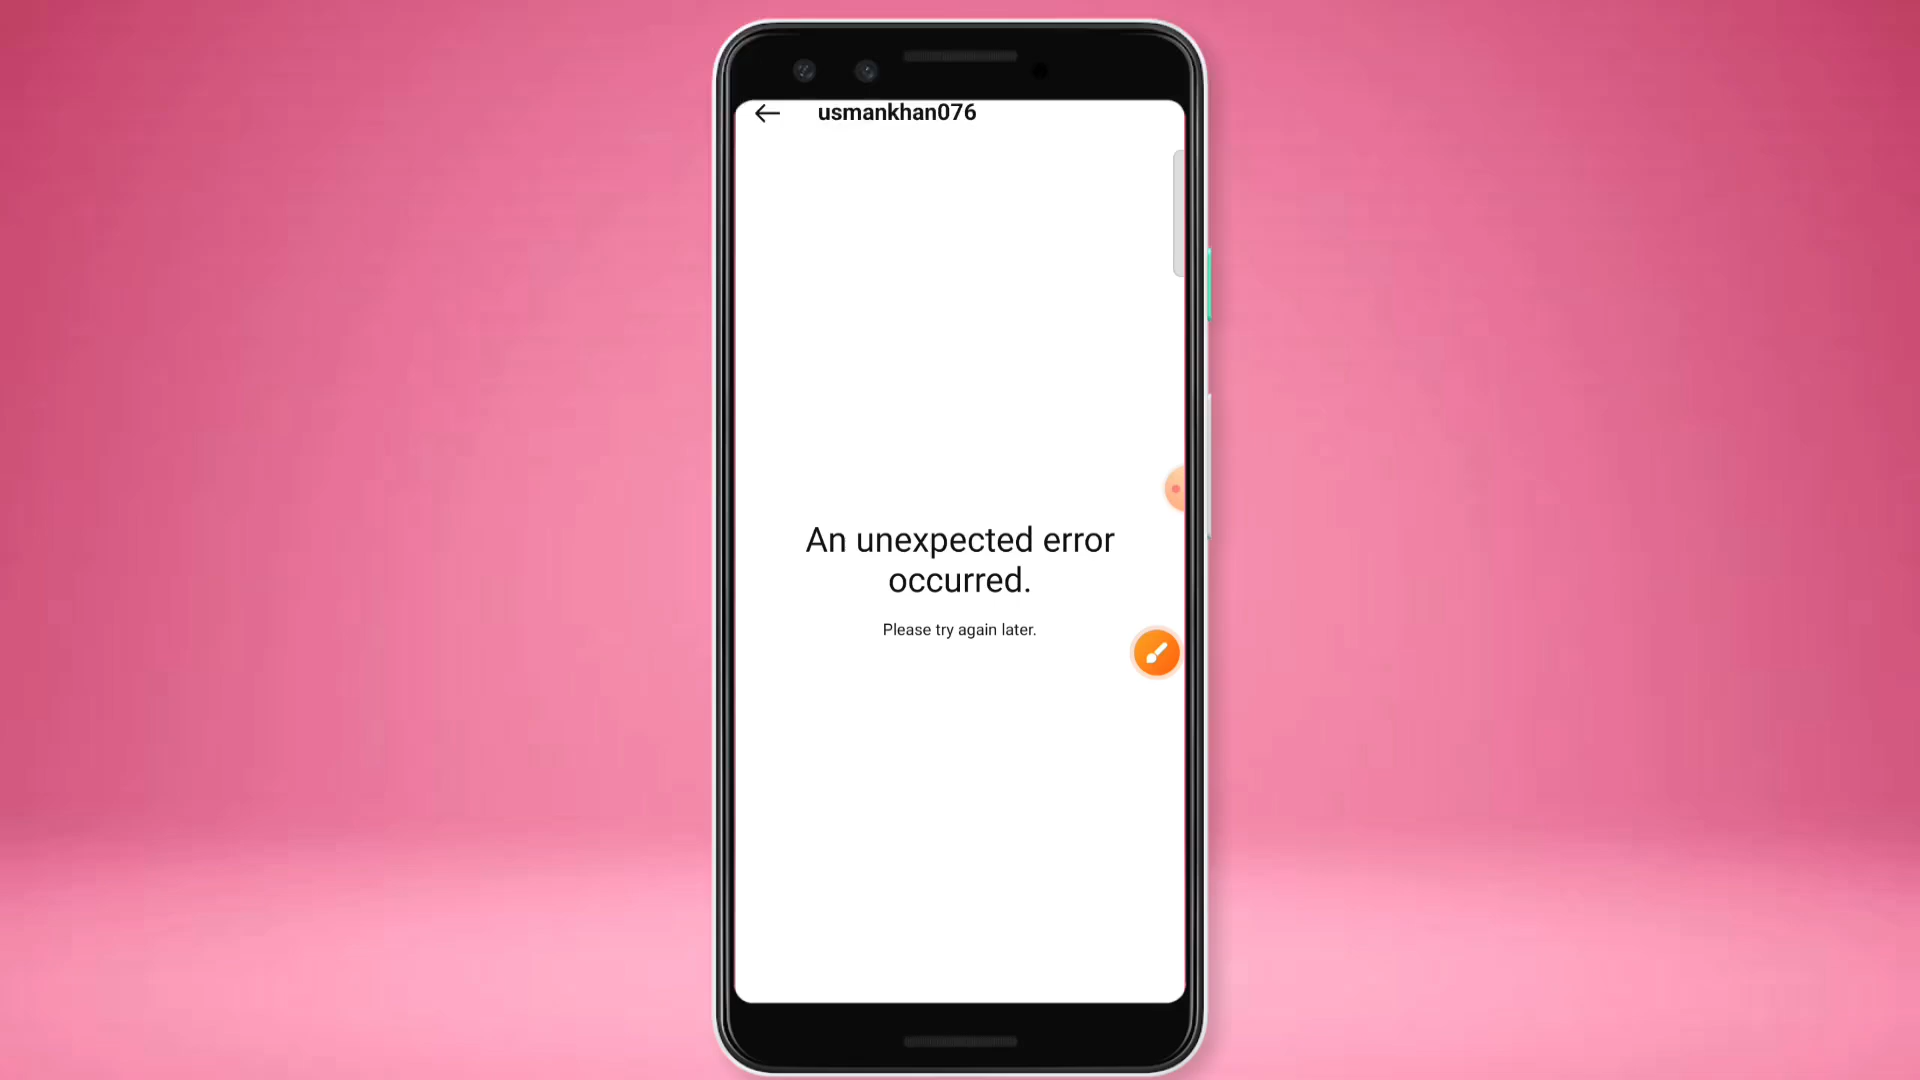 usmankhan076
An unexpected error
occurred.
Please try again later.